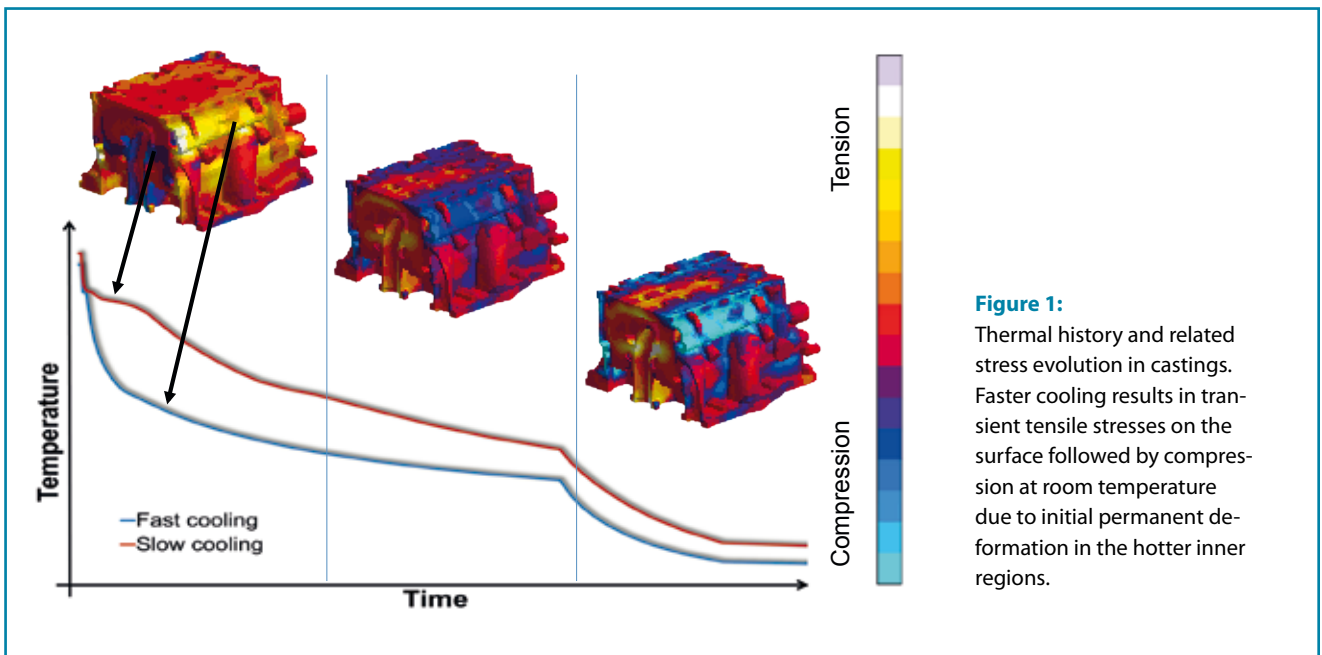 Temperature
Fast cooling
Slow cooling
Time
Tension
Compression
Figure 1:
Thermal history and related
stress evolution in castings.
Faster cooling results in tran-
sient tensile stresses on the
surface followed by compres-
sion at room temperature
due to initial permanent de-
formation in the hotter inner
regions.